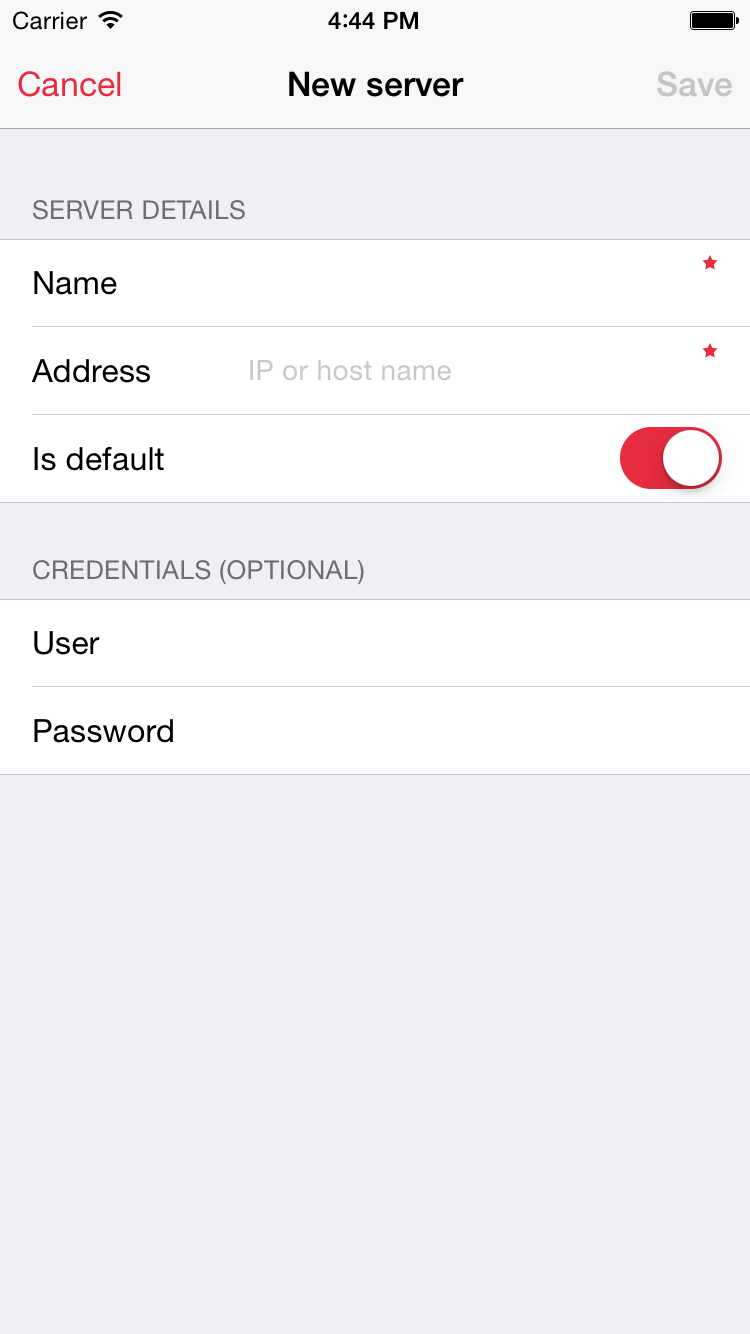 Carrier 4:44 PM
Cancel New server Save
SERVER DETAILS
Name
Address IP or host name
Is default
CREDENTIALS (OPTIONAL)
User
Password